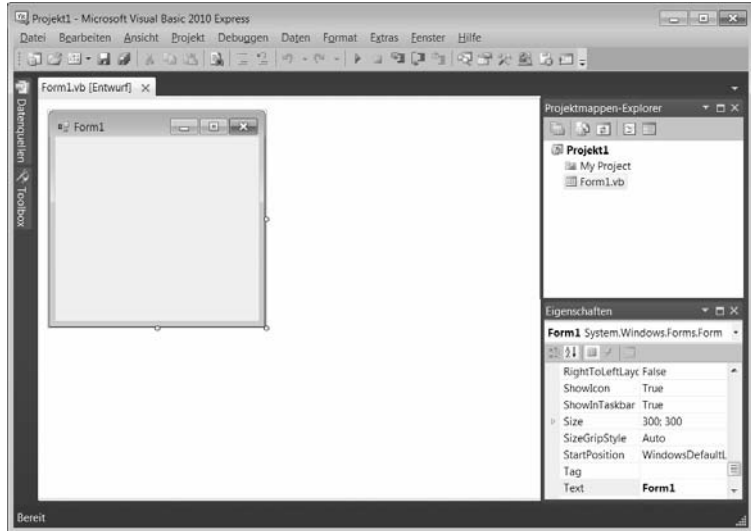 Projekt1 - Microsoft Visual Basic 2010 Express
Datei Bearbeiten Ansicht Projekt Debuggen Daten Format Extras Fenster Hilfe
Form1.vb [Entwurf]
Datenquellen
Toolbox
Form1
Projektmappen-Explorer
Projekt1
My Project
Form1.vb
Eigenschaften
Form1 System.Windows.Forms.Form
RightToLeftLayc False
ShowIcon True
ShowInTaskbar True
Size 300; 300
SizeGripStyle Auto
StartPosition WindowsDefaultL
Tag
Text Form1
Bereit